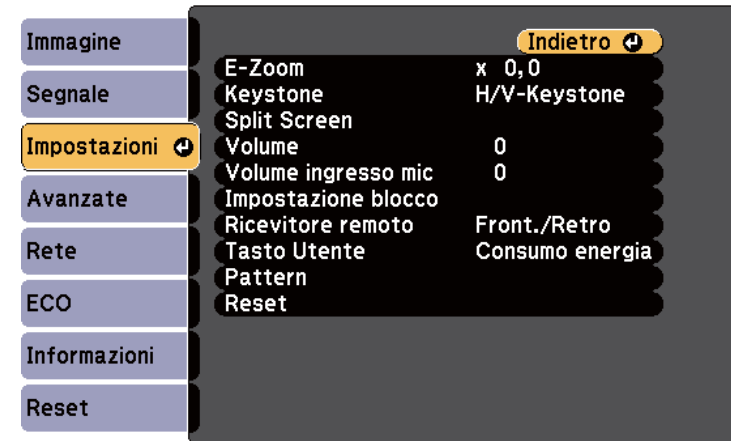 Immagine
Segnale
Impostazioni
Avanzate
Rete
ECO
Informazioni
Reset
Indietro
E-Zoom x 0,0
Keystone H/V-Keystone
Split Screen
Volume 0
Volume ingresso mic 0
Impostazione blocco
Ricevitore remoto Front./Retro
Tasto Utente Consumo energia
Pattern
Reset